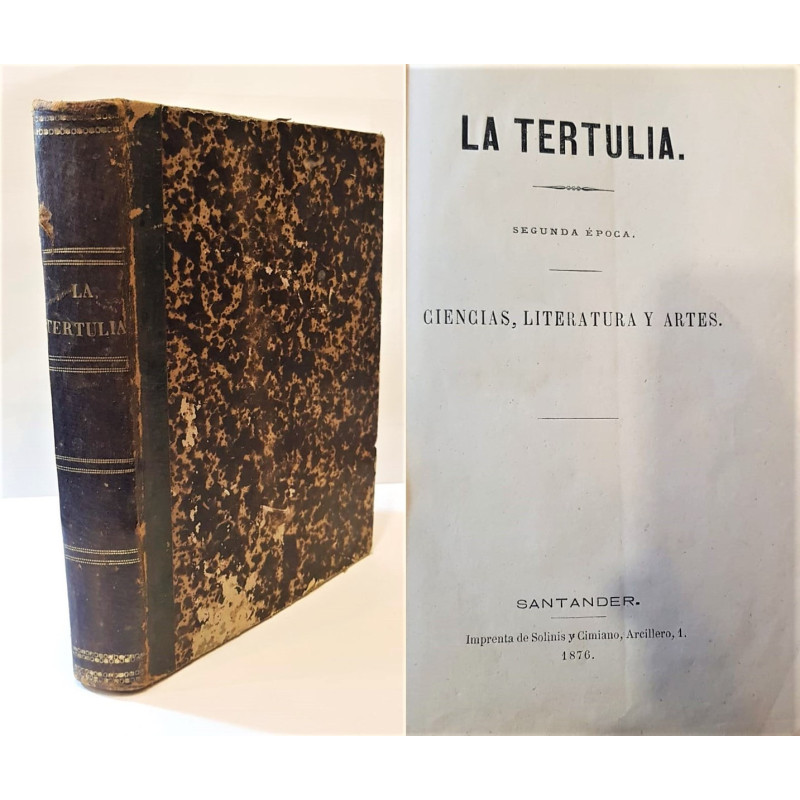 LA
TERTULIA
LA TERTULIA.
SEGUNDA ÉPOCA.
CIENCIAS, LITERATURA Y ARTES.
SANTANDER.
Imprenta de Solinis y Cimiano, Arcillero, 1.
1876.